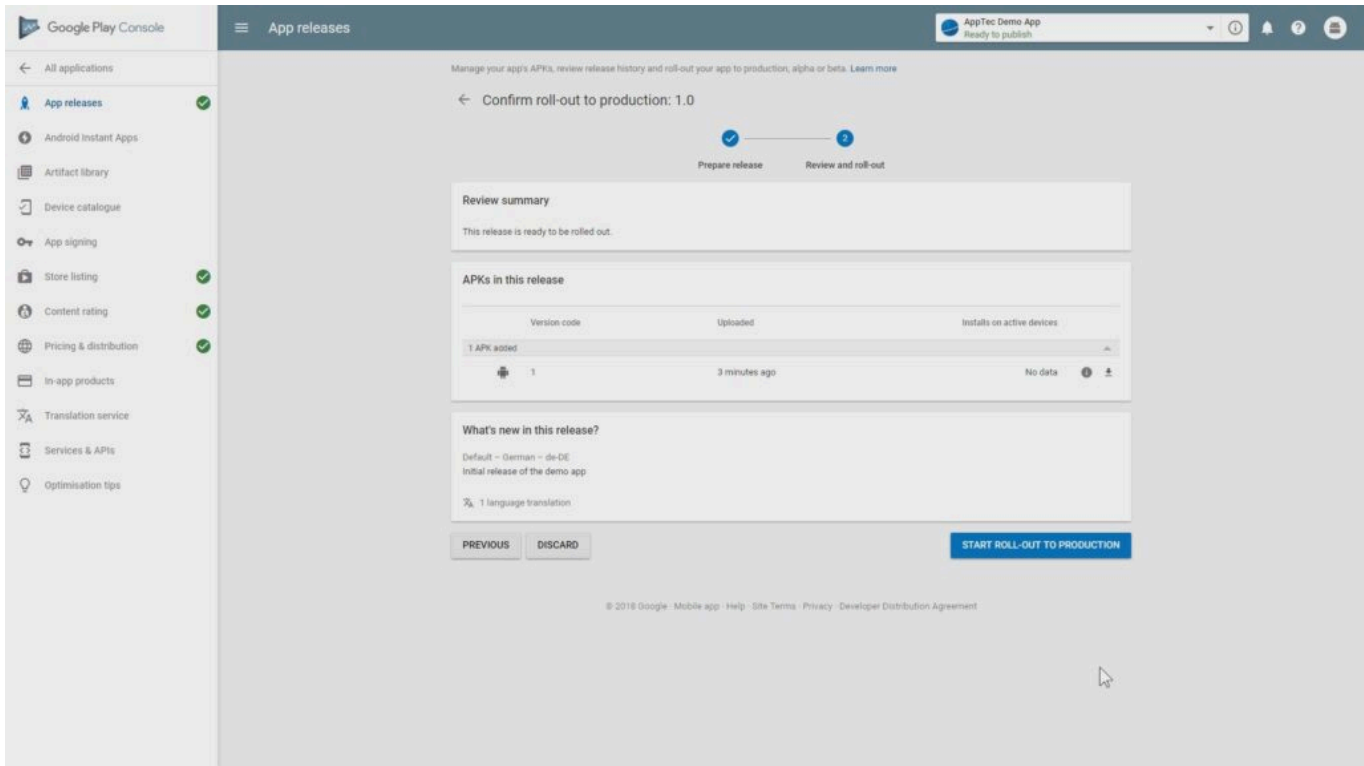 Google Play Console
App releases
AppTec Demo App
Ready to publish
All applications
App releases
Android Instant Apps
Artifact library
Device catalogue
App signing
Store listing
Content rating
Pricing & distribution
In-app products
Translation service
Services & APIs
Optimisation tips
Manage your app's APKs, review release history and roll-out your app to production, alpha or beta. Learn more
Confirm roll-out to production: 1.0
2
Prepare release Review and roll-out
Review summary
This release is ready to be rolled out.
APKs in this release
Version code Uploaded Installs on active devices
1 APK added
1 3 minutes ago No data
What's new in this release?
Default – German – de-DE
Initial release of the demo app
1 language translation
PREVIOUS DISCARD START ROLL-OUT TO PRODUCTION
© 2018 Google · Mobile app · Help · Site Terms · Privacy · Developer Distribution Agreement